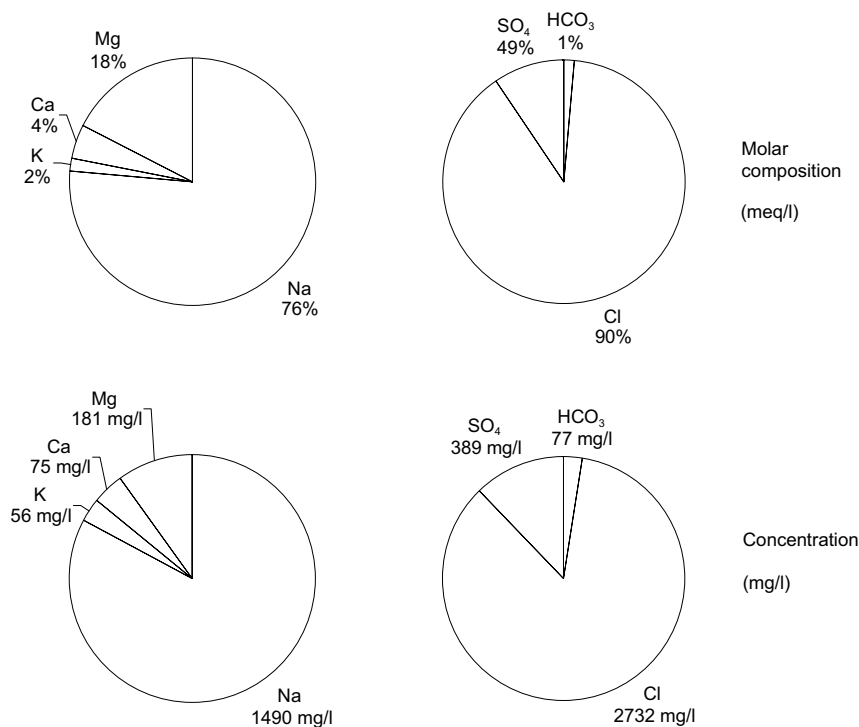 Mg
18%
Ca
4%
K
2%
Na
76%
SO₄
49%
HCO₃
1%
Cl
90%
Molar
composition
(meq/l)
Mg
181 mg/l
Ca
75 mg/l
K
56 mg/l
Na
1490 mg/l
SO₄
389 mg/l
HCO₃
77 mg/l
Cl
2732 mg/l
Concentration
(mg/l)